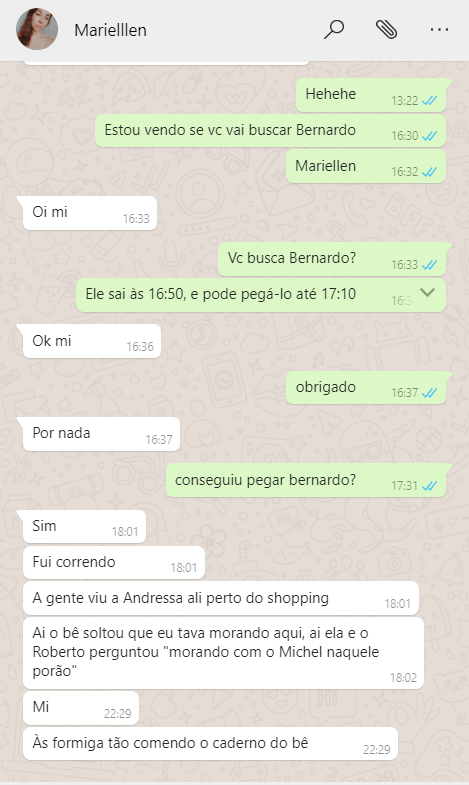 Marielllen
Hehehe 13:22
Estou vendo se vc vai buscar Bernardo 16:30
Mariellen 16:32
Oi mi 16:33
Vc busca Bernardo? 16:33
Ele sai às 16:50, e pode pegá-lo até 17:10
Ok mi 16:36
obrigado 16:37
Por nada 16:37
conseguiu pegar bernardo? 17:31
Sim 18:01
Fui correndo 18:01
A gente viu a Andressa ali perto do shopping 18:01
Ai o bê soltou que eu tava morando aqui, ai ela e o
Roberto perguntou "morando com o Michel naquele
porão" 18:02
Mi 22:29
Às formiga tão comendo o caderno do bê 22:29